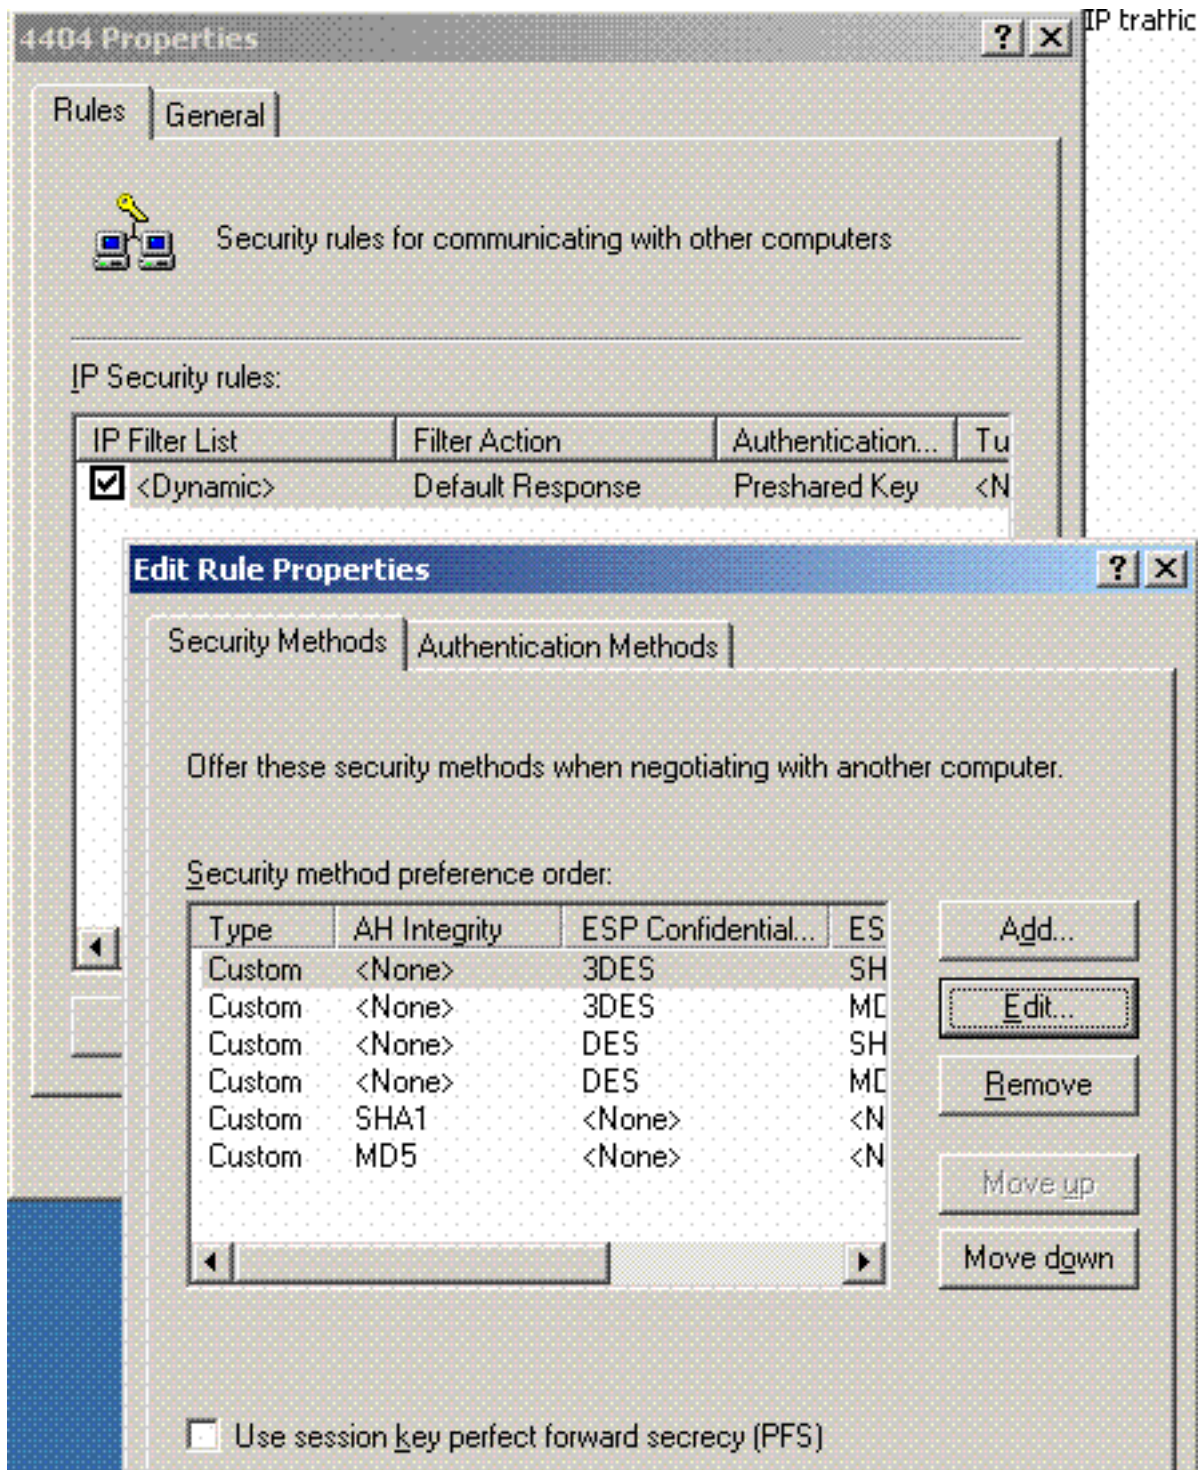 IP traffic
4404 Properties
Rules
General
Security rules for communicating with other computers
IP Security rules:
IP Filter List Filter Action Authentication... Tu
<Dynamic> Default Response Preshared Key <N
Edit Rule Properties
Security Methods
Authentication Methods
Offer these security methods when negotiating with another computer.
Security method preference order:
Type AH Integrity ESP Confidential... ES
Custom <None> 3DES SH
Custom <None> 3DES MD
Custom <None> DES SH
Custom <None> DES MD
Custom SHA1 <None> <N
Custom MD5 <None> <N
Add...
Edit...
Remove
Move up
Move down
Use session key perfect forward secrecy (PFS)